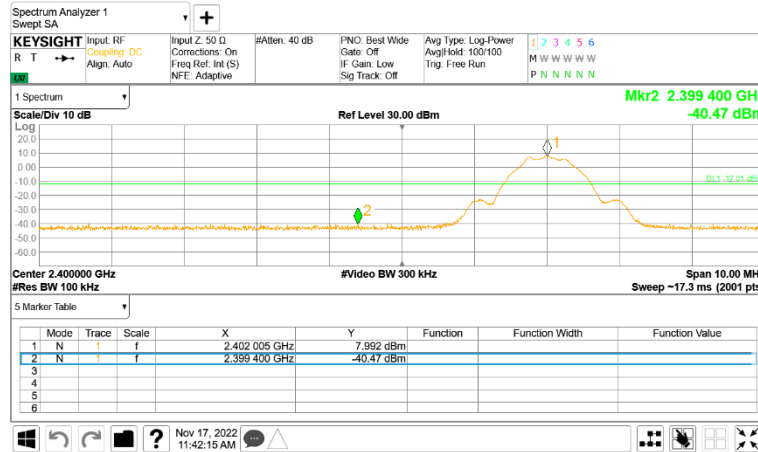 Spectrum Analyzer 1
Swept SA
KEYSIGHT
R T
LXI
Input: RF
Coupling: DC
Align: Auto
Input Z: 50 Ω
Corrections: On
Freq Ref: Int (S)
NFE: Adaptive
#Atten: 40 dB
PNO: Best Wide
Gate: Off
IF Gain: Low
Sig Track: Off
Avg Type: Log-Power
Avg|Hold: 100/100
Trig: Free Run
1 2 3 4 5 6
M W W W W W
P N N N N N
1 Spectrum
Mkr2 2.399 400 GH
Scale/Div 10 dB
Ref Level 30.00 dBm
-40.47 dBm
Log
20.0
10.0
0.00
-10.0
-20.0
-30.0
-40.0
-50.0
-60.0
1
2
DL1 -12.01 dB
Center 2.400000 GHz
#Video BW 300 kHz
Span 10.00 MH
#Res BW 100 kHz
Sweep ~17.3 ms (2001 pts
5 Marker Table
Mode Trace Scale X Y Function Function Width Function Value
1 N 1 f 2.402 005 GHz 7.992 dBm
2 N 1 f 2.399 400 GHz -40.47 dBm
3
4
5
6
?
Nov 17, 2022
11:42:15 AM